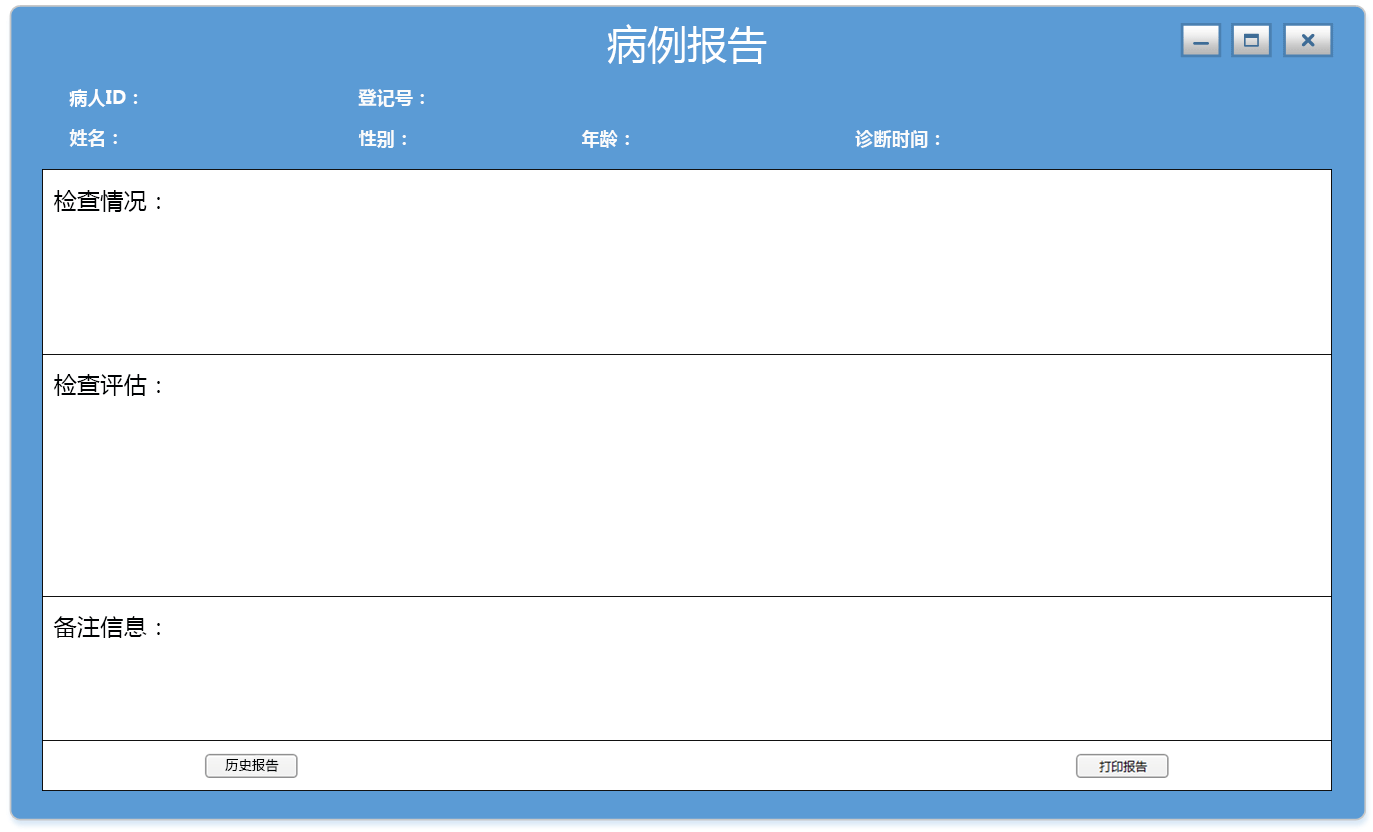 病例报告
病人ID： 登记号：
姓名： 性别： 年龄： 诊断时间：
检查情况：
检查评估：
备注信息：
历史报告 打印报告